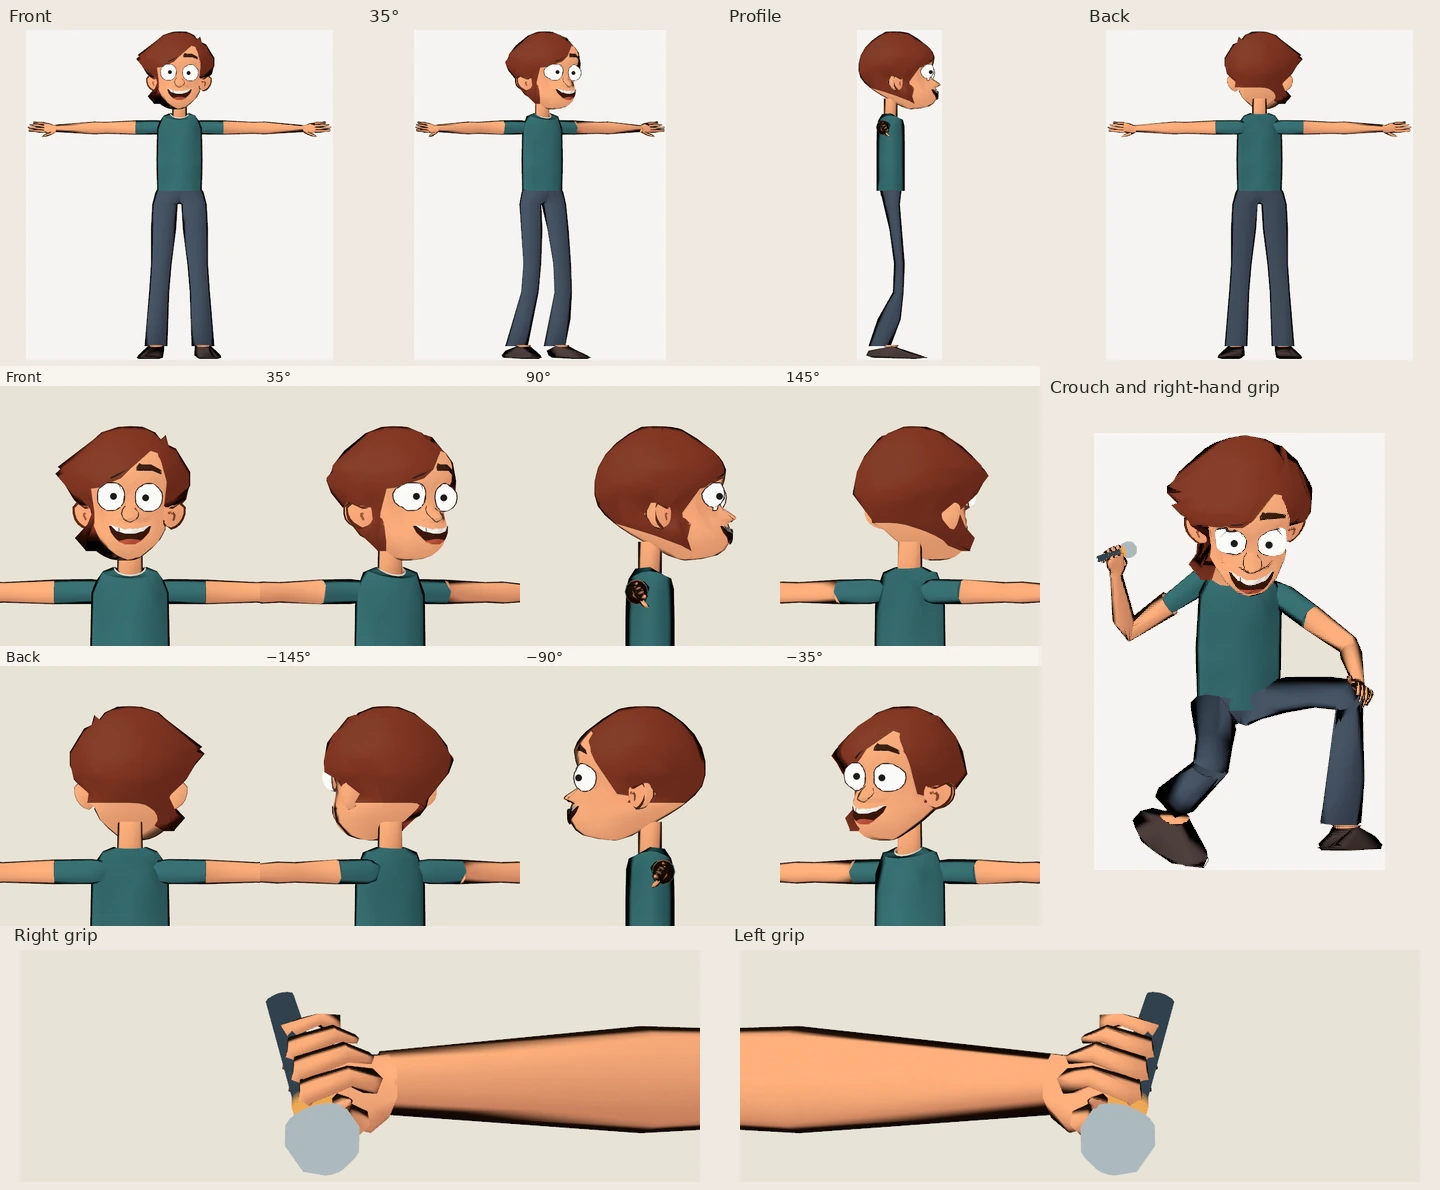 Front
35°
Profile
Back
Front
35°
90°
145°
Crouch and right-hand grip
Back
−145°
−90°
−35°
Right grip
Left grip